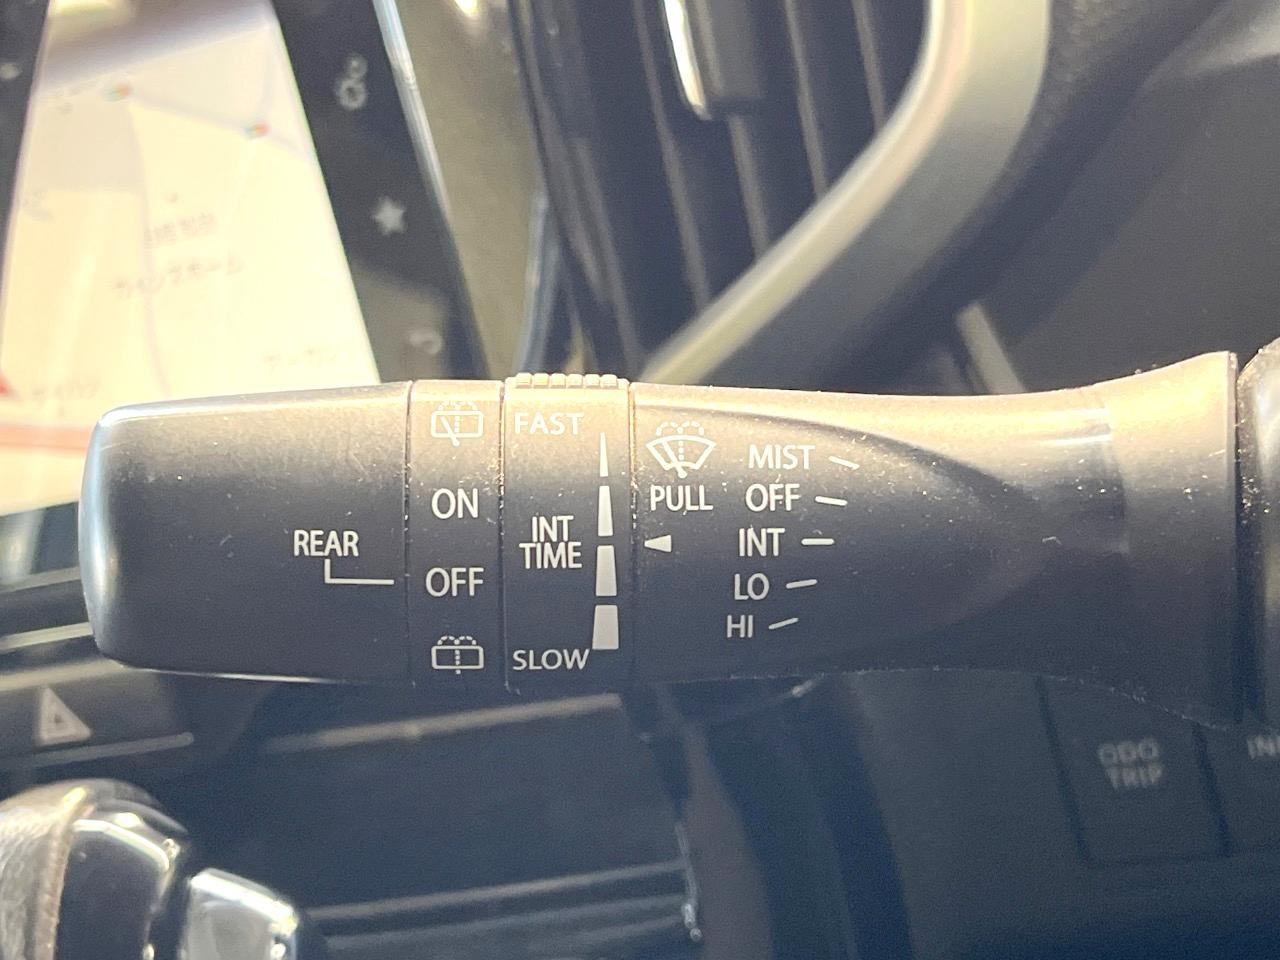 FAST
MIST
ON
PULL
OFF
INT
TIME
INT
REAR
OFF
LO
HI
SLOW
ODO
TRIP